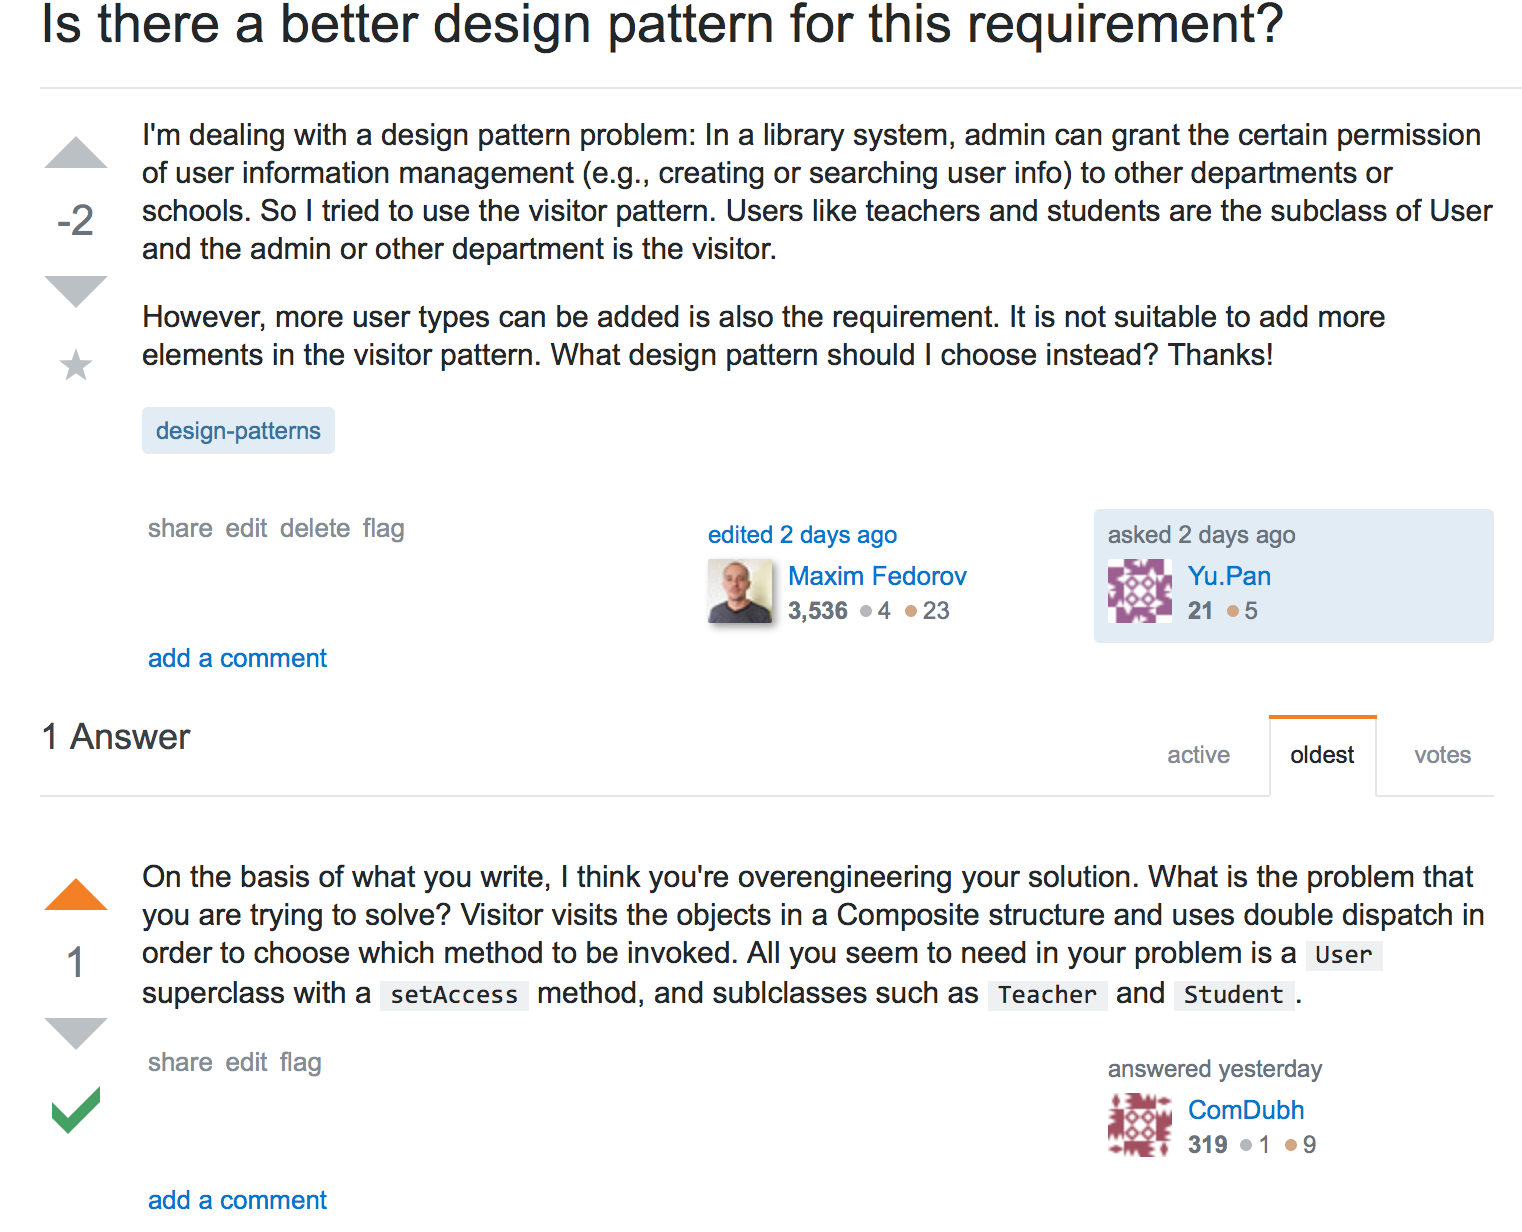 Is there a better design pattern for this requirement?
I'm dealing with a design pattern problem: In a library system, admin can grant the certain permission
of user information management (e.g., creating or searching user info) to other departments or
schools. So I tried to use the visitor pattern. Users like teachers and students are the subclass of User
and the admin or other department is the visitor.
-2
However, more user types can be added is also the requirement. It is not suitable to add more
elements in the visitor pattern. What design pattern should I choose instead? Thanks!
design-patterns
share edit delete flag
edited 2 days ago
Maxim Fedorov
3,536 4 23
asked 2 days ago
Yu.Pan
21 5
add a comment
1 Answer
active oldest votes
On the basis of what you write, I think you're overengineering your solution. What is the problem that
you are trying to solve? Visitor visits the objects in a Composite structure and uses double dispatch in
order to choose which method to be invoked. All you seem to need in your problem is a User
superclass with a setAccess method, and sublclasses such as Teacher and Student.
1
share edit flag
answered yesterday
ComDubh
319 1 9
add a comment